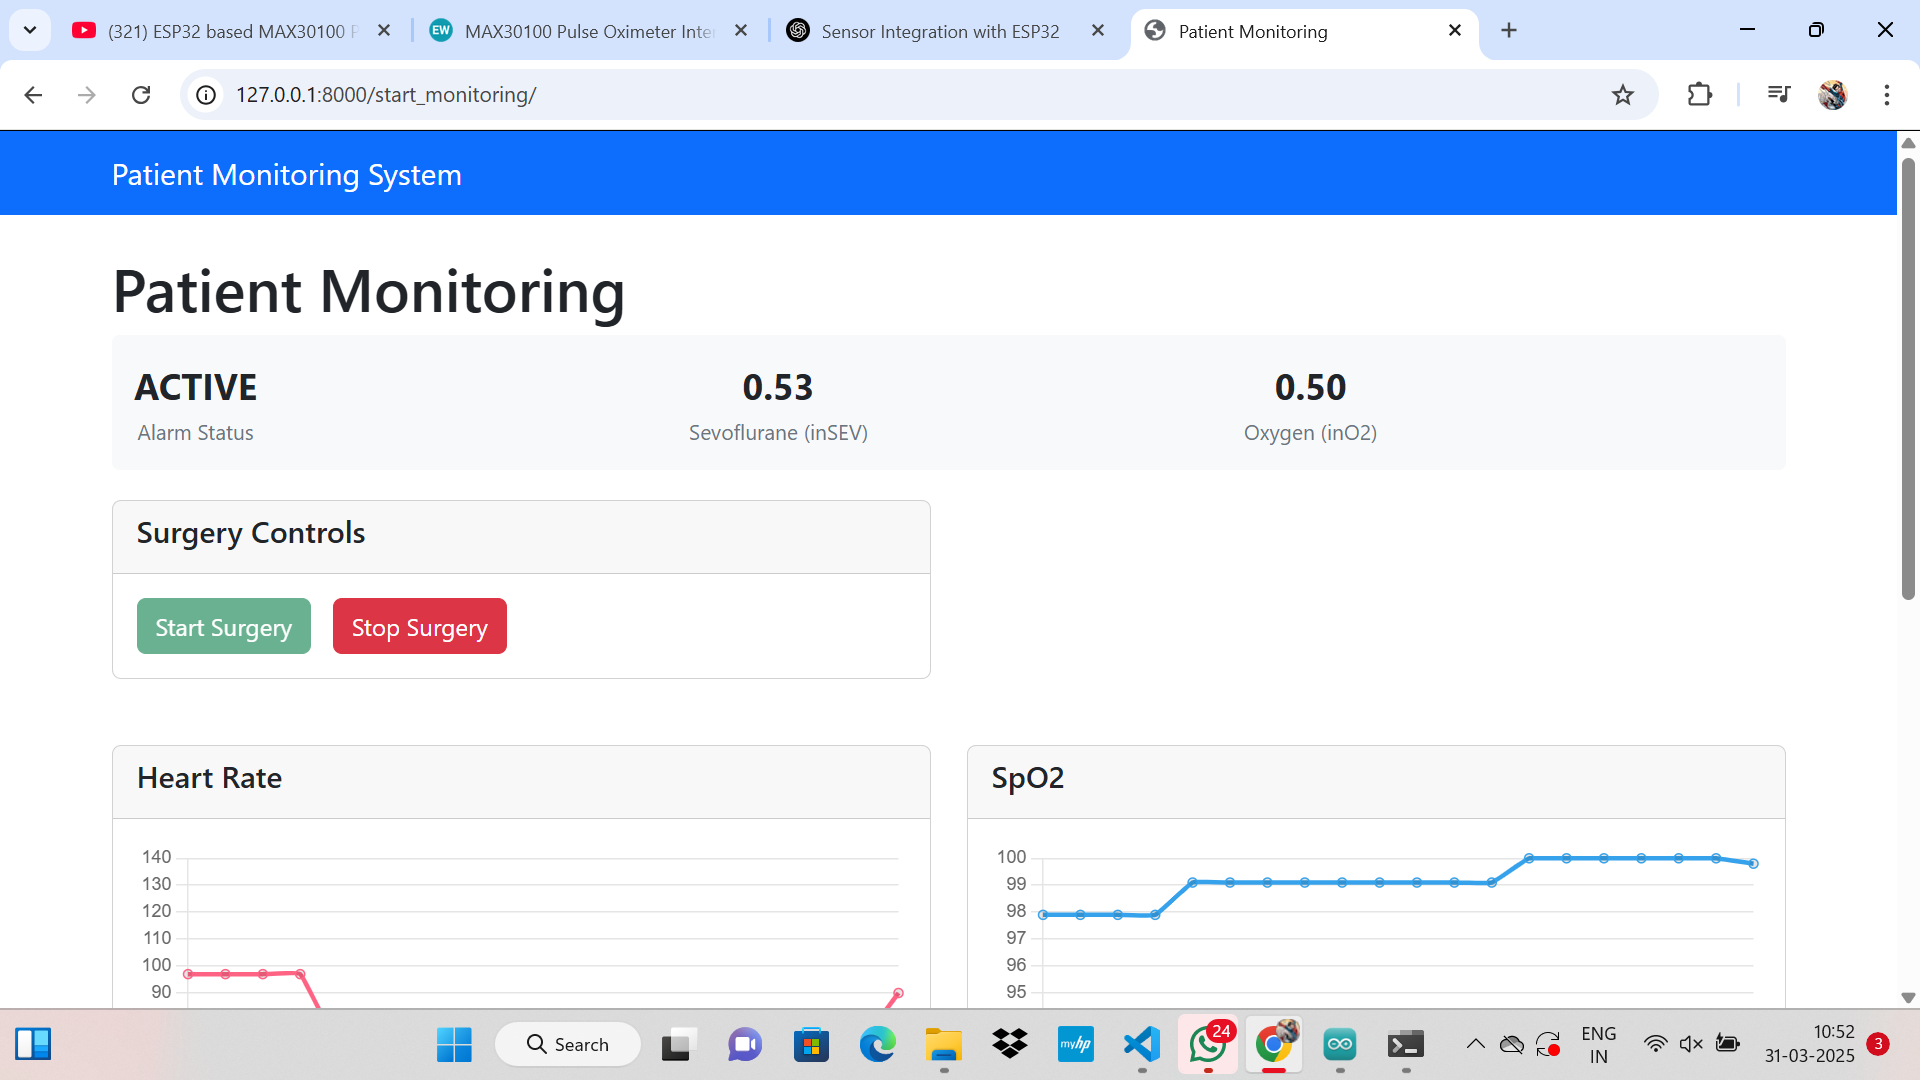 (321) ESP32 based MAX30100 P
EW
MAX30100 Pulse Oximeter Inte
Sensor Integration with ESP32
Patient Monitoring
127.0.0.1:8000/start_monitoring/
Patient Monitoring System
Patient Monitoring
ACTIVE
0.53
0.50
Alarm Status
Sevoflurane (inSEV)
Oxygen (inO2)
Surgery Controls
Start Surgery
Stop Surgery
Heart Rate
140
130
120
110
100
90
SpO2
100
99
98
97
96
95
Search
myhp
24
ENG
IN
10:52
31-03-2025
3